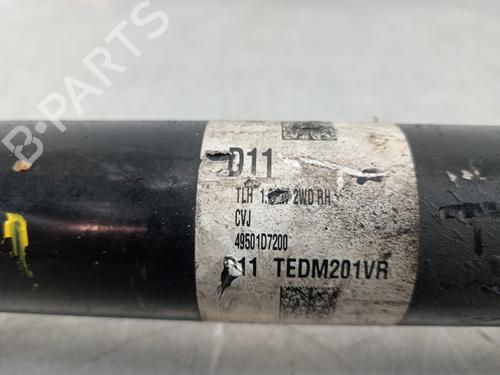 D11
TLH 2WD RH
CVJ
49501D7200
D11 TEDM201VR
B-PARTS